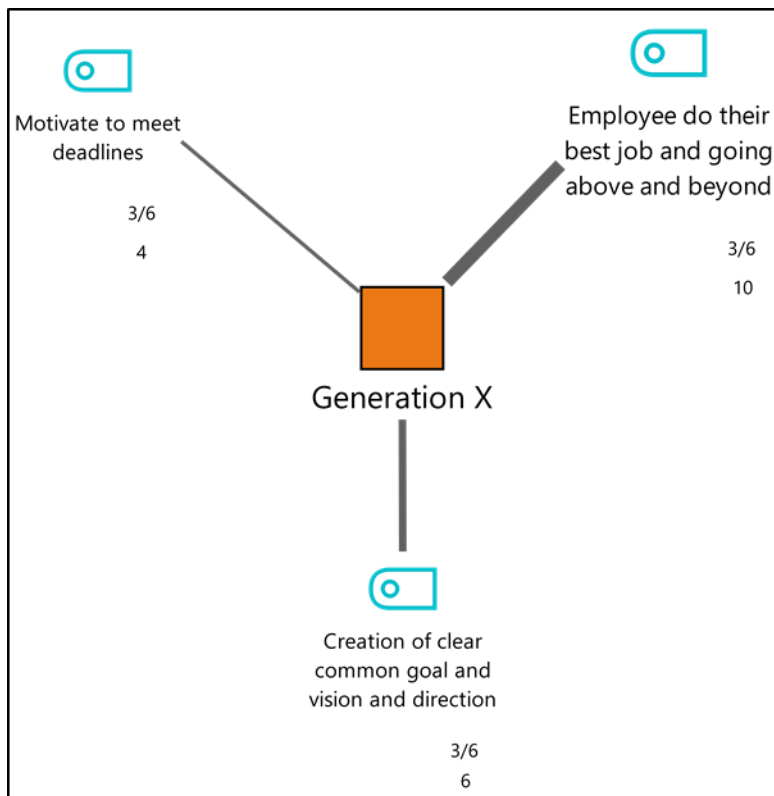 Motivate to meet
deadlines
3/6
4
Employee do their
best job and going
above and beyond
3/6
10
Generation X
Creation of clear
common goal and
vision and direction
3/6
6